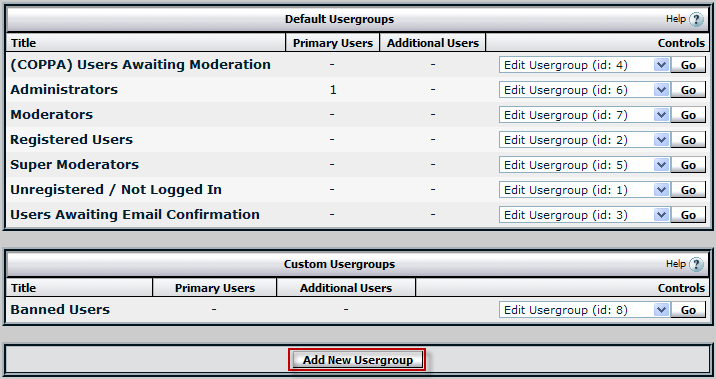 Default Usergroups Help ?
Title Primary Users Additional Users Controls
(COPPA) Users Awaiting Moderation - - Edit Usergroup (id: 4) Go
Administrators 1 - Edit Usergroup (id: 6) Go
Moderators - - Edit Usergroup (id: 7) Go
Registered Users - - Edit Usergroup (id: 2) Go
Super Moderators - - Edit Usergroup (id: 5) Go
Unregistered / Not Logged In - - Edit Usergroup (id: 1) Go
Users Awaiting Email Confirmation - - Edit Usergroup (id: 3) Go
Custom Usergroups Help ?
Title Primary Users Additional Users Controls
Banned Users - - Edit Usergroup (id: 8) Go
Add New Usergroup